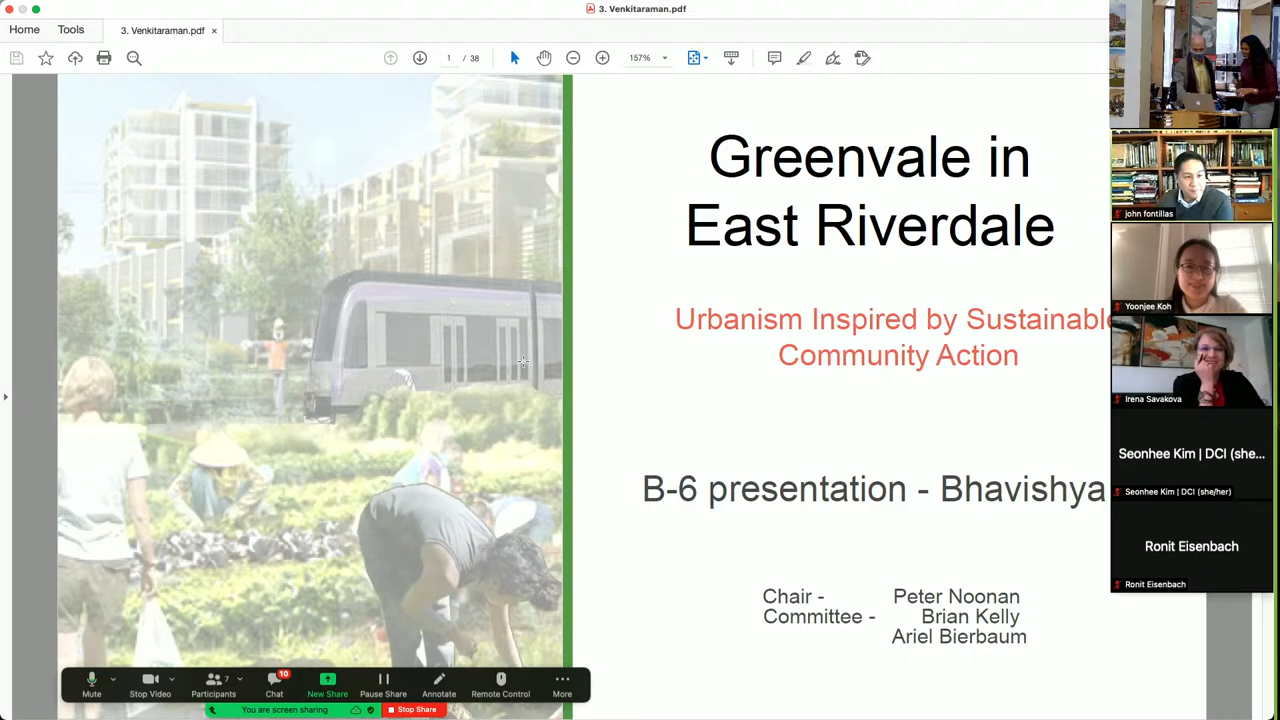 3. Venkitaraman.pdf
Home
Tools
3. Venkitaraman.pdf ×
1 / 38
157%
Greenvale in
East Riverdale
Urbanism Inspired by Sustainable
Community Action
B-6 presentation - Bhavishya
Chair - Peter Noonan
Committee - Brian Kelly
Ariel Bierbaum
john fontillas
Yoonjee Koh
Irena Savakova
Seonhee Kim | DCI (she...
Seonhee Kim | DCI (she/her)
Ronit Eisenbach
Ronit Eisenbach
10
7
Mute
Stop Video
Participants
Chat
New Share
Pause Share
Annotate
Remote Control
More
You are screen sharing
Stop Share